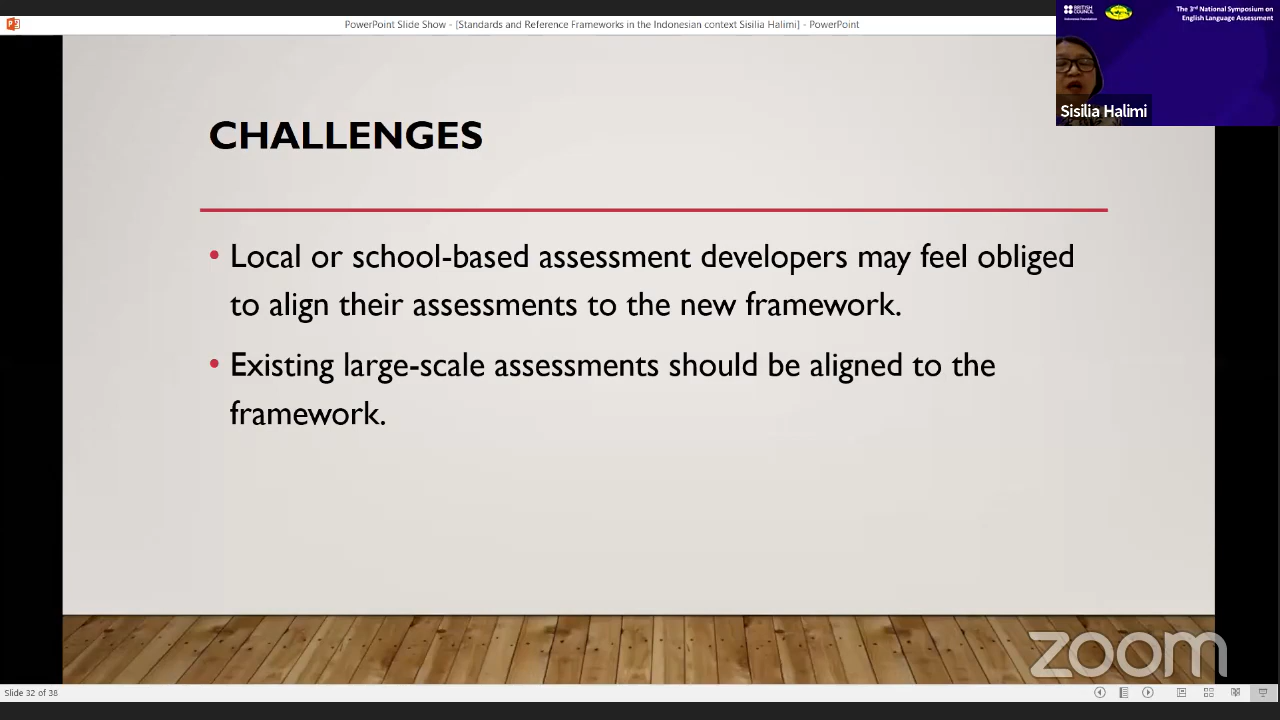 PowerPoint Slide Show - [Standards and Reference Frameworks in the Indonesian context Sisilia Halimi] - PowerPoint
BRITISH
COUNCIL
The 3rd National Symposium on
English Language Assessment
Sisilia Halimi
CHALLENGES
• Local or school-based assessment developers may feel obliged
to align their assessments to the new framework.
• Existing large-scale assessments should be aligned to the
framework.
zoom
Slide 32 of 38